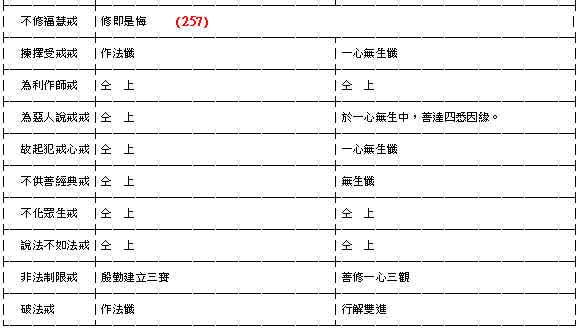 不修福慧戒 修即是悔 (257)
揀擇受戒戒 作法懺 一心無生懺
為利作師戒 仝 上 仝 上
為惡人說戒戒 仝 上 於一心無生中，善達四悉因緣。
故起犯戒心戒 仝 上 一心無生懺
不供養經典戒 仝 上 無生懺
不化眾生戒 仝 上 仝 上
說法不如法戒 仝 上 仝 上
非法制限戒 殷勤建立三寶 善修一心三觀
破法戒 作法懺 行解雙進